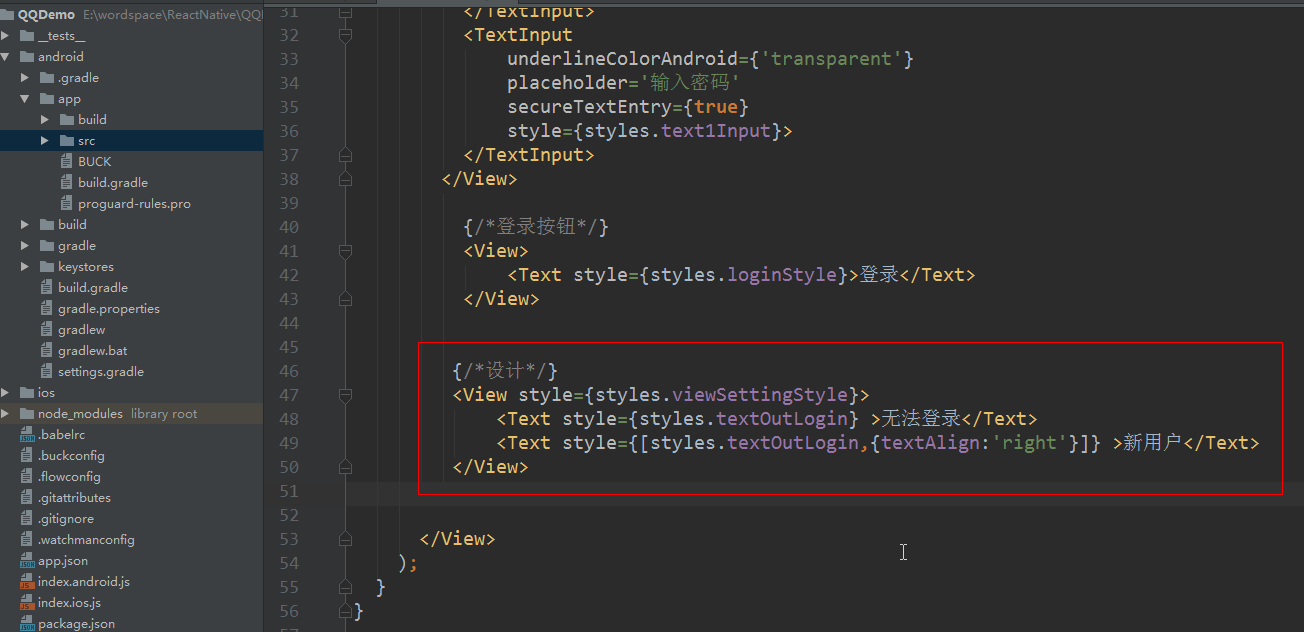 QQDemo E:\wordspace\ReactNative\QQ
__tests__
android
.gradle
app
build
src
BUCK
build.gradle
proguard-rules.pro
build
gradle
keystores
build.gradle
gradle.properties
gradlew
gradlew.bat
settings.gradle
ios
node_modules library root
.babelrc
.buckconfig
.flowconfig
.gitattributes
.gitignore
.watchmanconfig
app.json
index.android.js
index.ios.js
package.json
31 </TextInput>
32 <TextInput
33 underlineColorAndroid={'transparent'}
34 placeholder='输入密码'
35 secureTextEntry={true}
36 style={styles.text1Input}>
37 </TextInput>
38 </View>
39
40 {/*登录按钮*/}
41 <View>
42 <Text style={styles.loginStyle}>登录</Text>
43 </View>
44
45
46 {/*设计*/}
47 <View style={styles.viewSettingStyle}>
48 <Text style={styles.textOutLogin} >无法登录</Text>
49 <Text style={[styles.textOutLogin,{textAlign:'right'}]} >新用户</Text>
50 </View>
51
52
53 </View>
54 );
55 }
56 }